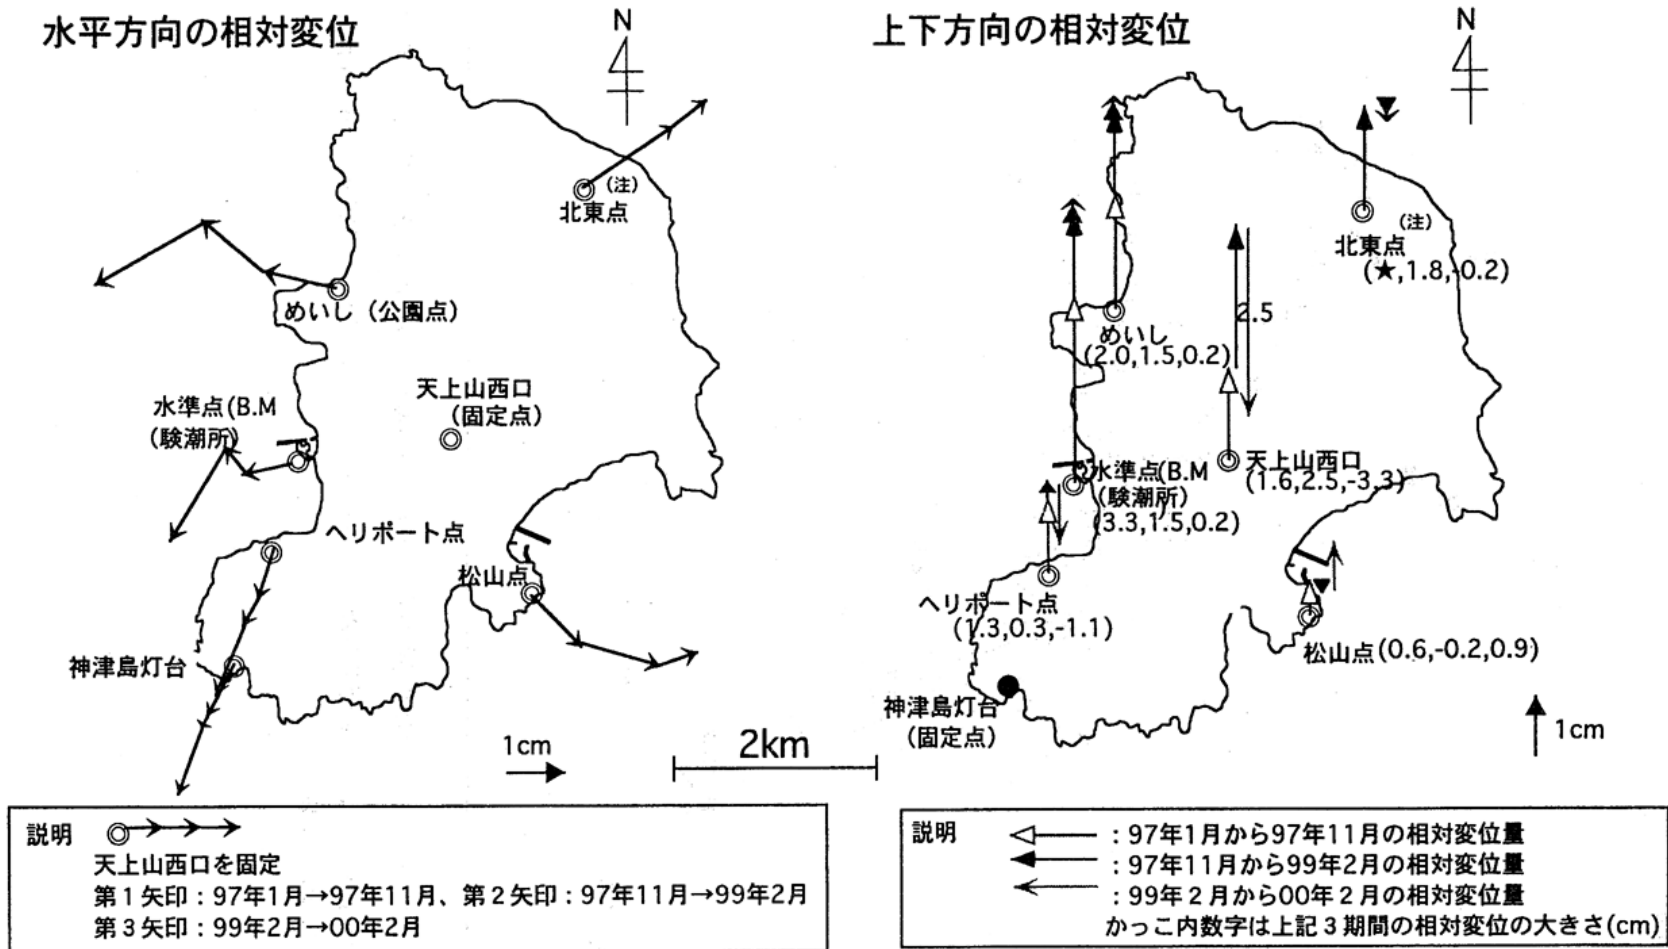 水平方向の相対変位
N
(注)
北東点
めいし（公園点）
天上山西口
（固定点）
水準点(B.M
（験潮所）
ヘリポート点
松山点
神津島灯台
1cm
2km
説明
天上山西口を固定
第1矢印：97年1月→97年11月、第2矢印：97年11月→99年2月
第3矢印：99年2月→00年2月
上下方向の相対変位
N
(注)
北東点
(★,1.8,-0.2)
2.5
めいし
(2.0,1.5,0.2)
天上山西口
(1.6,2.5,-3.3)
水準点(B.M
（験潮所）
(3.3,1.5,0.2)
ヘリポート点
(1.3,0.3,-1.1)
松山点(0.6,-0.2,0.9)
神津島灯台
（固定点）
1cm
説明
：97年1月から97年11月の相対変位量
：97年11月から99年2月の相対変位量
：99年2月から00年2月の相対変位量
かっこ内数字は上記3期間の相対変位の大きさ(cm)